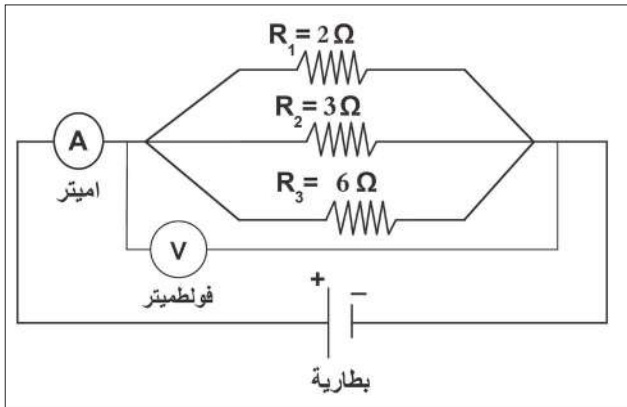 R1 = 2 Ω
R2 = 3 Ω
R3 = 6 Ω
A
اميتر
V
فولطميتر
+ −
بطارية